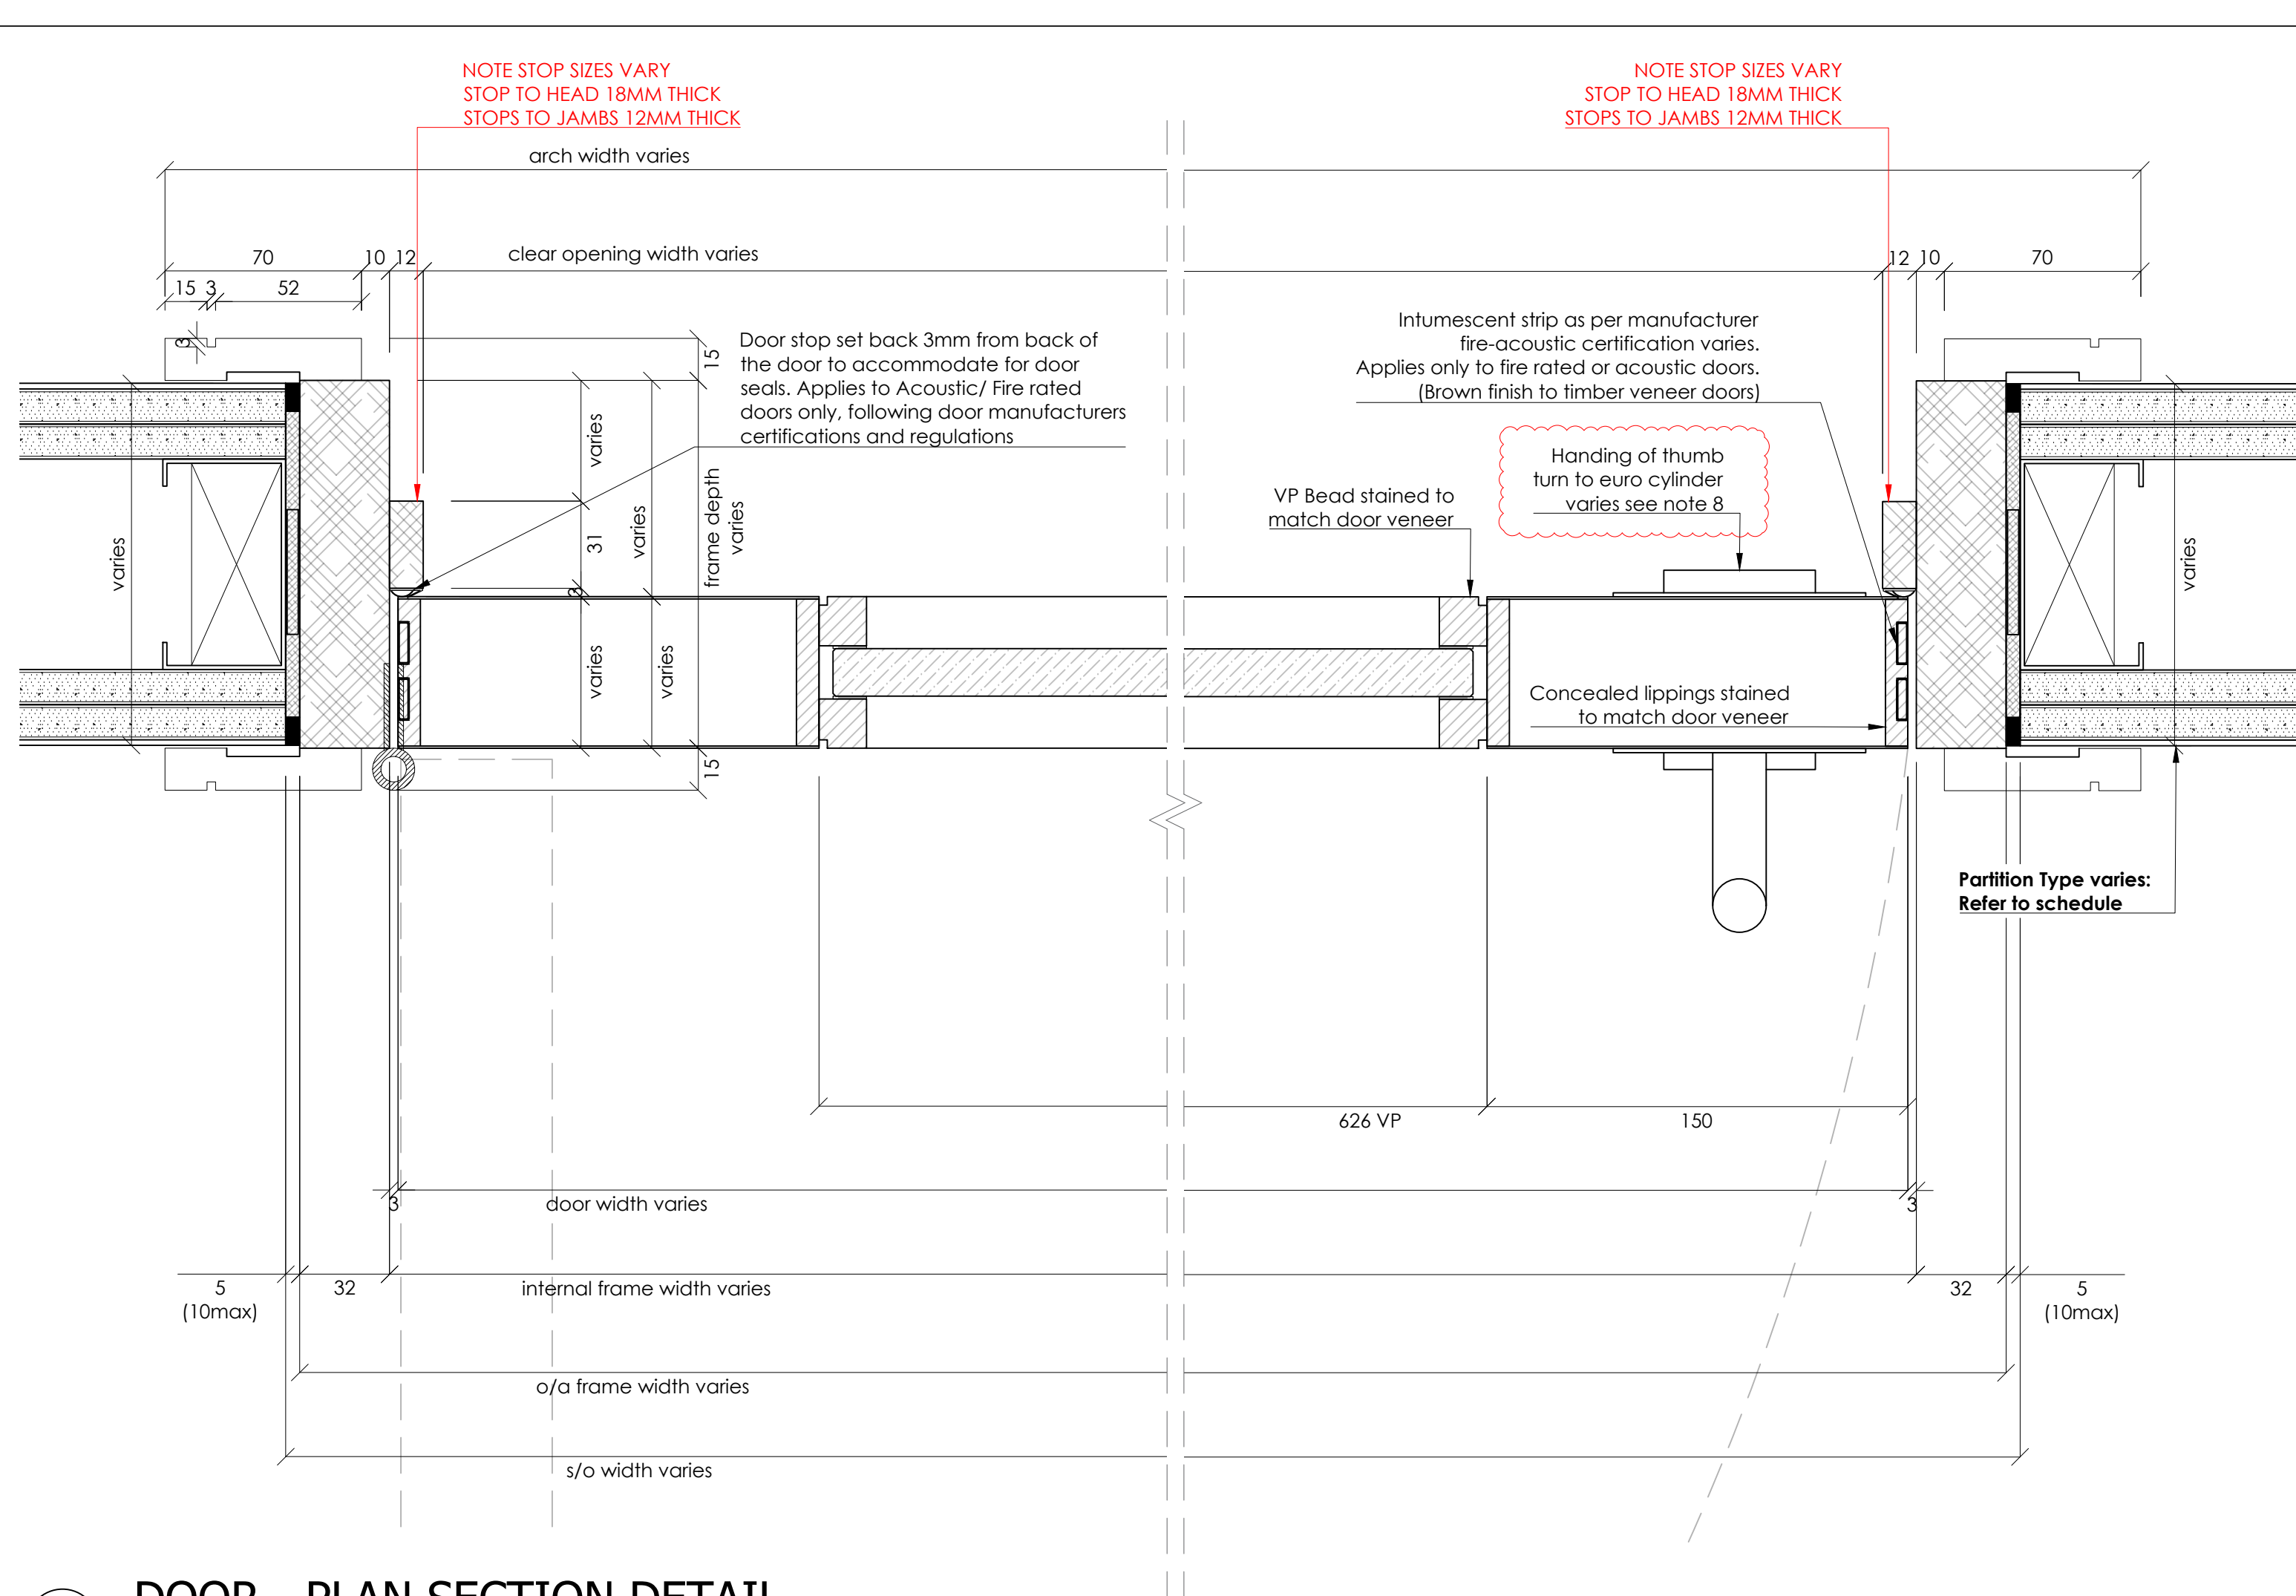 NOTE STOP SIZES VARY
STOP TO HEAD 18MM THICK
STOPS TO JAMBS 12MM THICK
NOTE STOP SIZES VARY
STOP TO HEAD 18MM THICK
STOPS TO JAMBS 12MM THICK
arch width varies
70
10
12
clear opening width varies
12
10
70
15
3
52
3
15
Door stop set back 3mm from back of
the door to accommodate for door
seals. Applies to Acoustic/ Fire rated
doors only, following door manufacturers
certifications and regulations
Intumescent strip as per manufacturer
fire-acoustic certification varies.
Applies only to fire rated or acoustic doors.
(Brown finish to timber veneer doors)
Handing of thumb
turn to euro cylinder
varies see note 8
VP Bead stained to
match door veneer
varies
varies
31
varies
frame depth
varies
3
varies
varies
varies
15
Concealed lippings stained
to match door veneer
Partition Type varies:
Refer to schedule
626 VP
150
3
door width varies
3
5
(10max)
32
internal frame width varies
32
5
(10max)
o/a frame width varies
s/o width varies
DOOR - PLAN SECTION DETAIL